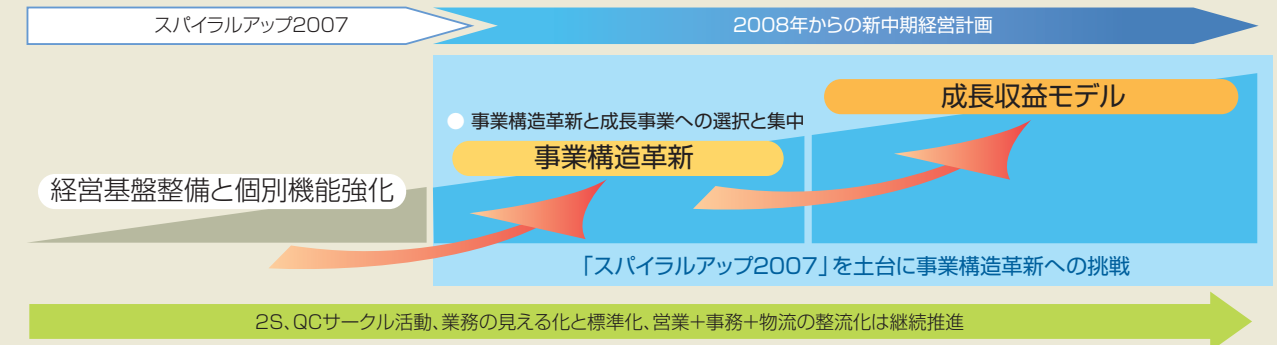 スパイラルアップ2007
2008年からの新中期経営計画
成長収益モデル
事業構造革新と成長事業への選択と集中
事業構造革新
経営基盤整備と個別機能強化
「スパイラルアップ2007」を土台に事業構造革新への挑戦
2S、QCサークル活動、業務の見える化と標準化、営業+事務+物流の整流化は継続推進